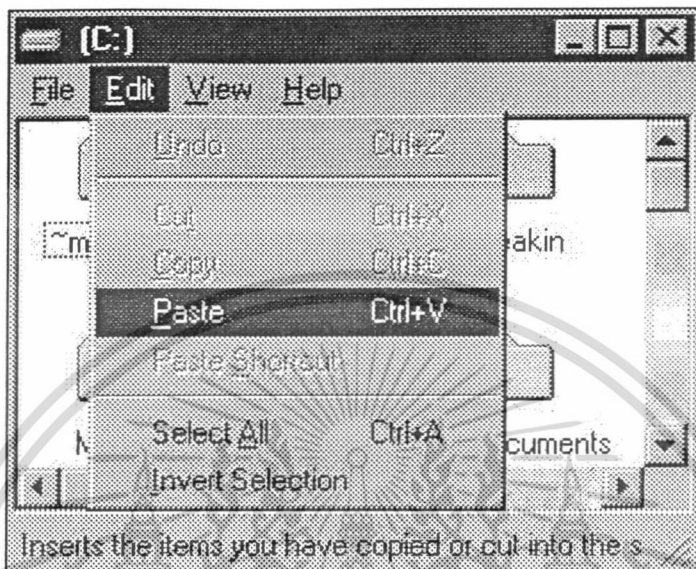 (C:)
File Edit View Help
Undo Ctrl+Z
Cut Ctrl+X
~m
Copy Ctrl+C
eakin
Paste Ctrl+V
Paste Shortcut
Select All Ctrl+A
M
cuments
Invert Selection
Inserts the items you have copied or cut into the s